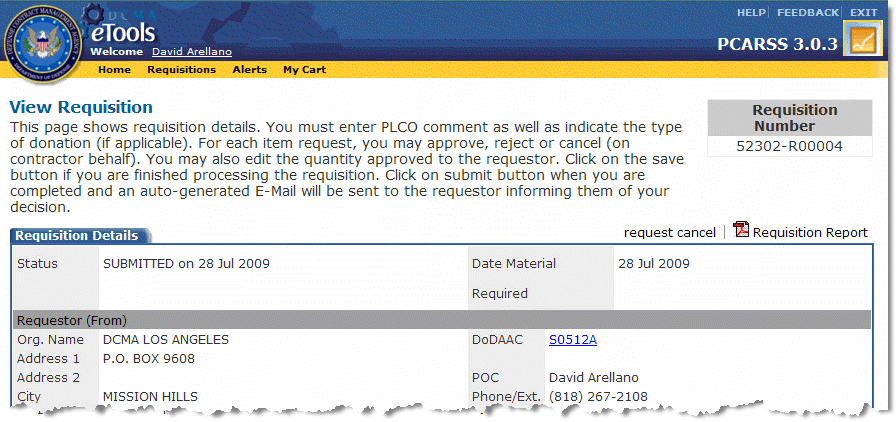 HELP | FEEDBACK | EXIT
DCMA
eTools
Welcome David Arellano
PCARSS 3.0.3
Home Requisitions Alerts My Cart
View Requisition
This page shows requisition details. You must enter PLCO comment as well as indicate the type
of donation (if applicable). For each item request, you may approve, reject or cancel (on
contractor behalf). You may also edit the quantity approved to the requestor. Click on the save
button if you are finished processing the requisition. Click on submit button when you are
completed and an auto-generated E-Mail will be sent to the requestor informing them of your
decision.
Requisition
Number
52302-R00004
Requisition Details
request cancel | Requisition Report
Status SUBMITTED on 28 Jul 2009 Date Material 28 Jul 2009
Required
Requestor (From)
Org. Name DCMA LOS ANGELES DoDAAC S0512A
Address 1 P.O. BOX 9608
Address 2 POC David Arellano
City MISSION HILLS Phone/Ext. (818) 267-2108